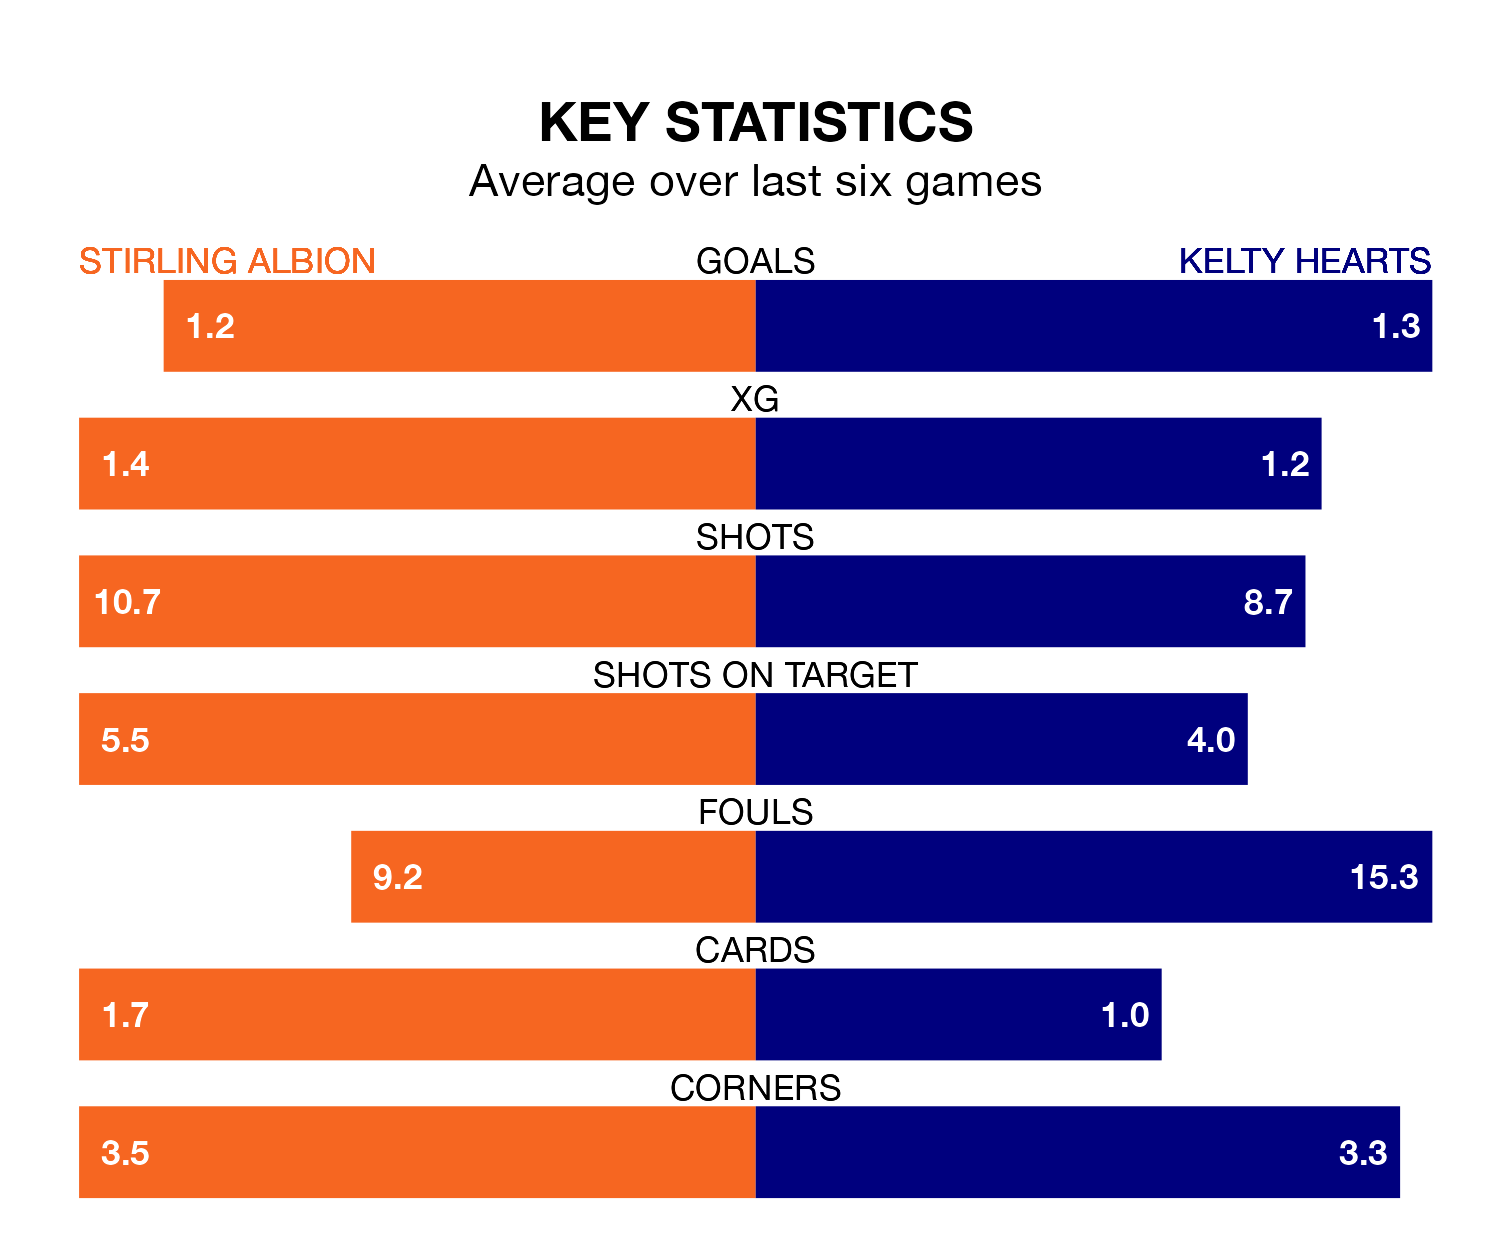 KEY STATISTICS
Average over last six games
STIRLING ALBION GOALS KELTY HEARTS
1.2 1.3
XG
1.4 1.2
SHOTS
10.7 8.7
SHOTS ON TARGET
5.5 4.0
FOULS
9.2 15.3
CARDS
1.7 1.0
CORNERS
3.5 3.3